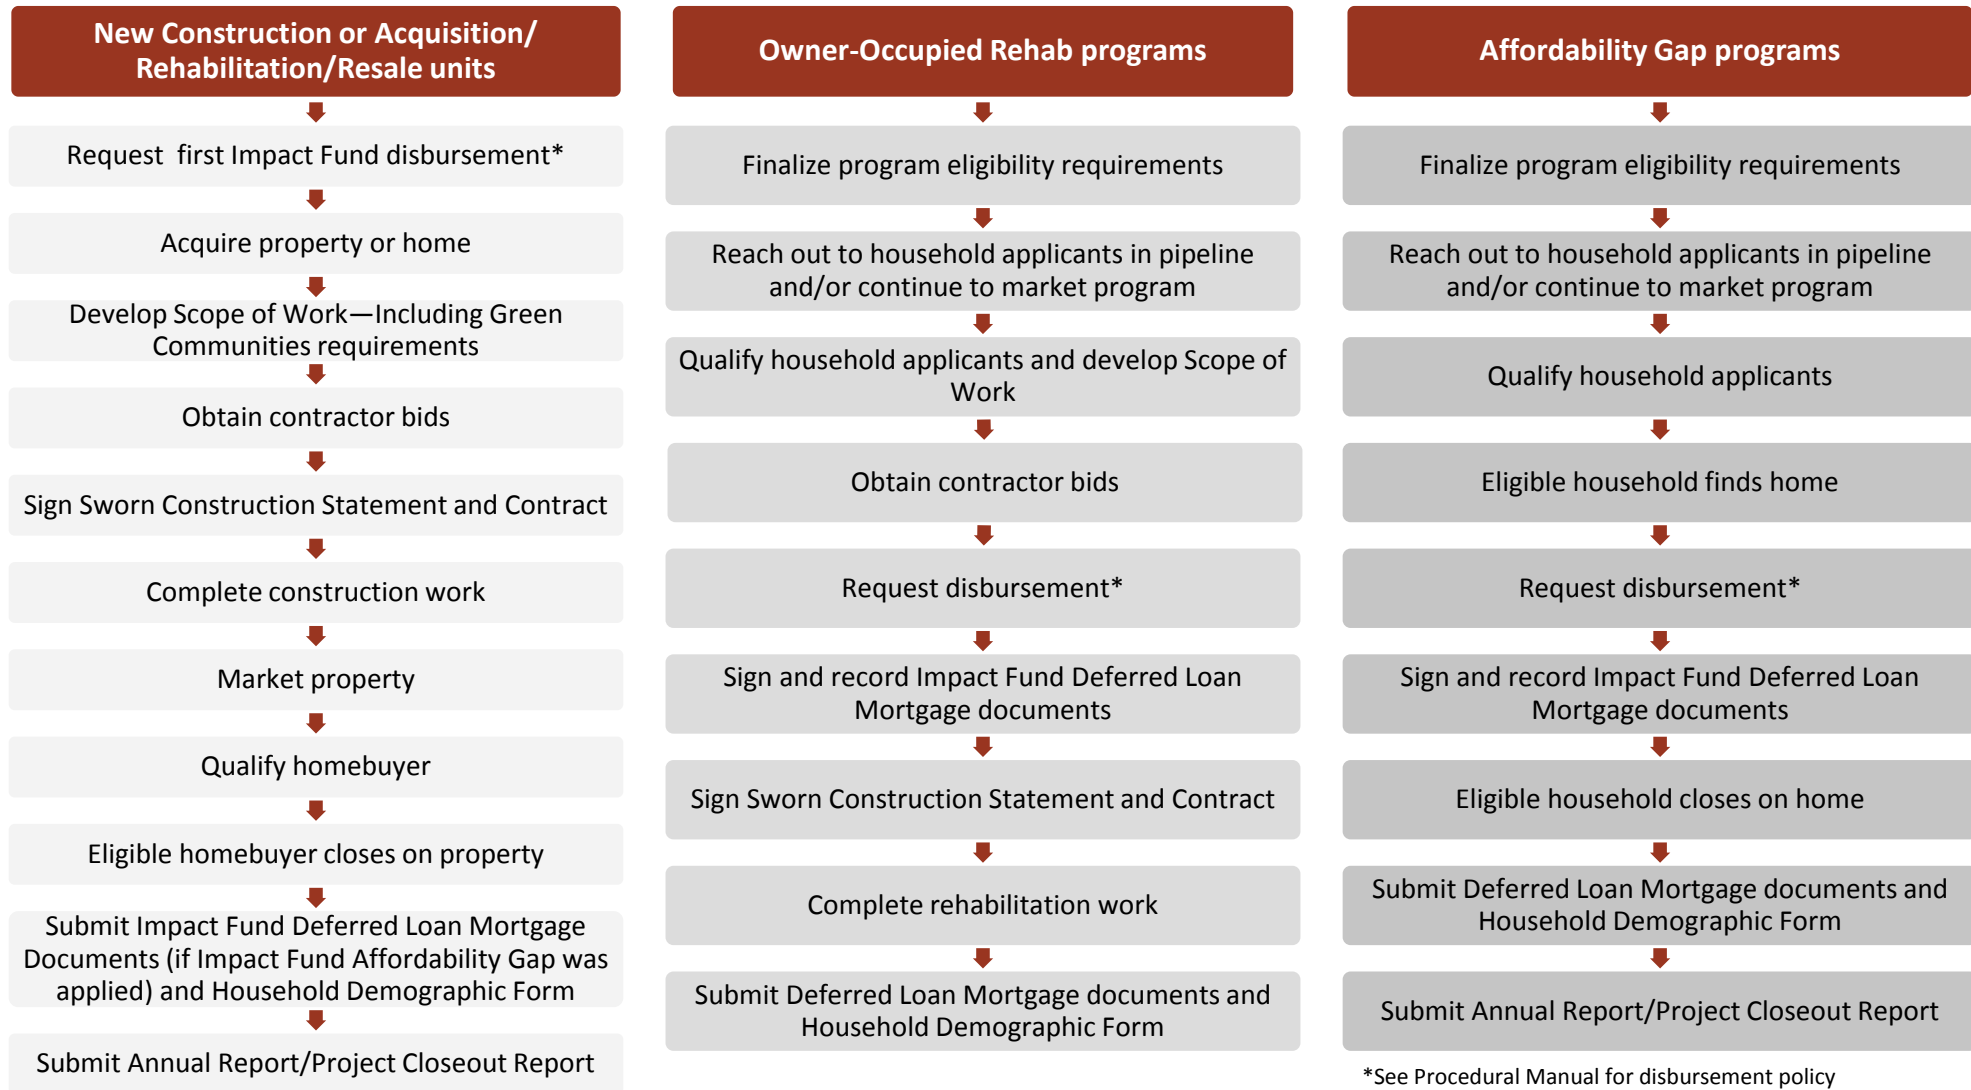 New Construction or Acquisition/
Rehabilitation/Resale units
Request first Impact Fund disbursement*
Acquire property or home
Develop Scope of Work—Including Green
Communities requirements
Obtain contractor bids
Sign Sworn Construction Statement and Contract
Complete construction work
Market property
Qualify homebuyer
Eligible homebuyer closes on property
Submit Impact Fund Deferred Loan Mortgage
Documents (if Impact Fund Affordability Gap was
applied) and Household Demographic Form
Submit Annual Report/Project Closeout Report
Owner-Occupied Rehab programs
Finalize program eligibility requirements
Reach out to household applicants in pipeline
and/or continue to market program
Qualify household applicants and develop Scope of
Work
Obtain contractor bids
Request disbursement*
Sign and record Impact Fund Deferred Loan
Mortgage documents
Sign Sworn Construction Statement and Contract
Complete rehabilitation work
Submit Deferred Loan Mortgage documents and
Household Demographic Form
Affordability Gap programs
Finalize program eligibility requirements
Reach out to household applicants in pipeline
and/or continue to market program
Qualify household applicants
Eligible household finds home
Request disbursement*
Sign and record Impact Fund Deferred Loan
Mortgage documents
Eligible household closes on home
Submit Deferred Loan Mortgage documents and
Household Demographic Form
Submit Annual Report/Project Closeout Report
*See Procedural Manual for disbursement policy